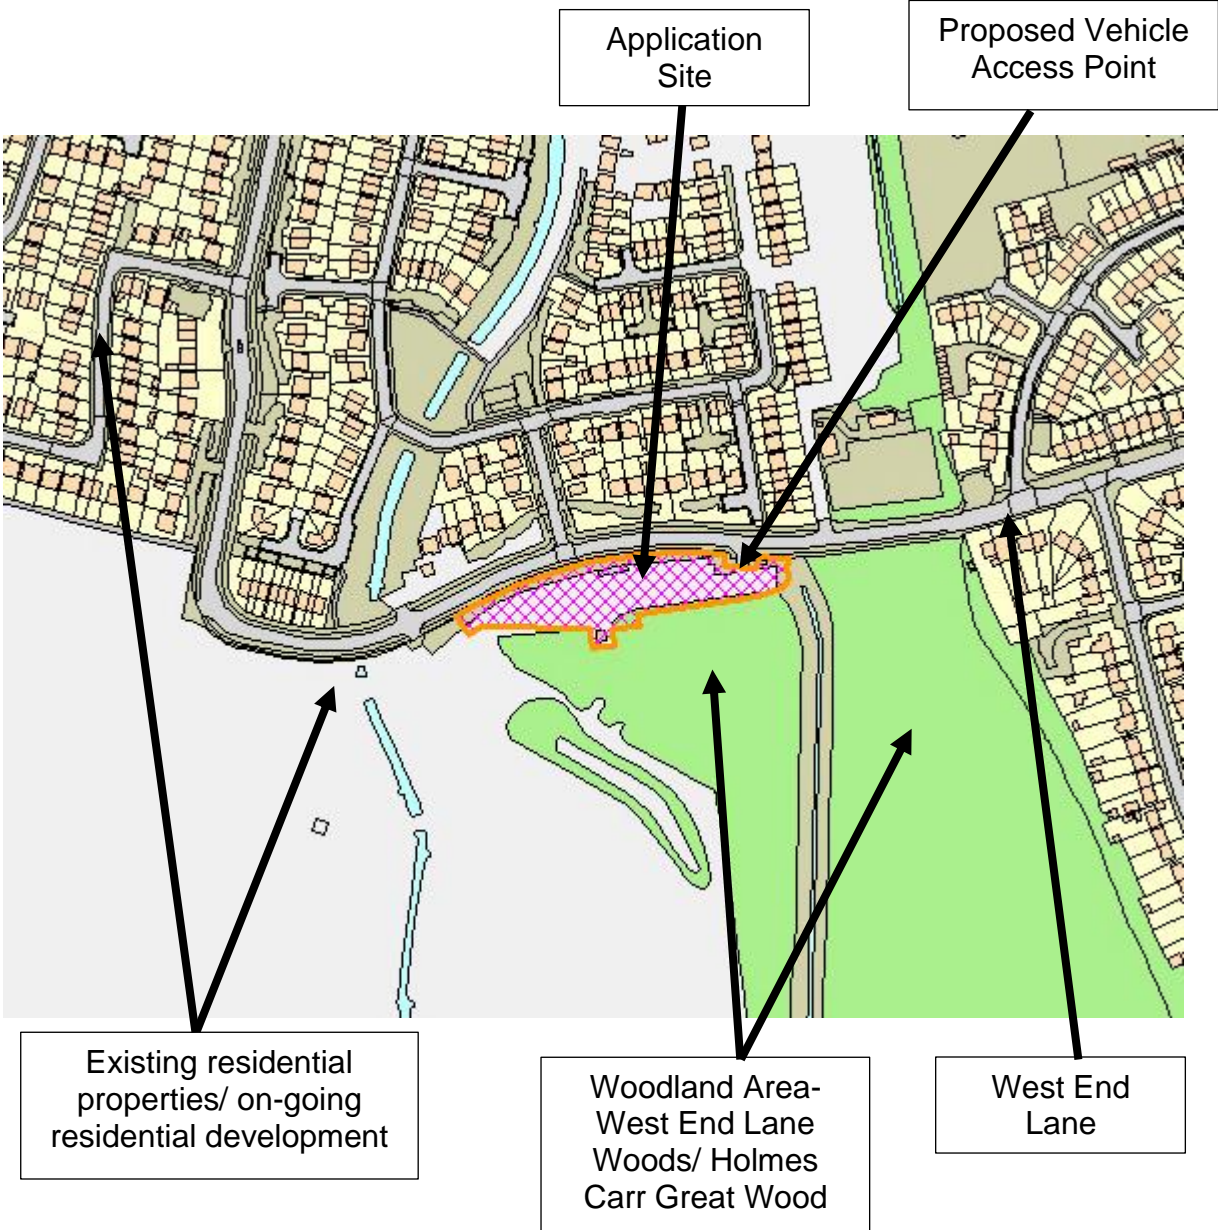 Application
Site
Proposed Vehicle
Access Point
Existing residential
properties/ on-going
residential development
Woodland Area-
West End Lane
Woods/ Holmes
Carr Great Wood
West End
Lane